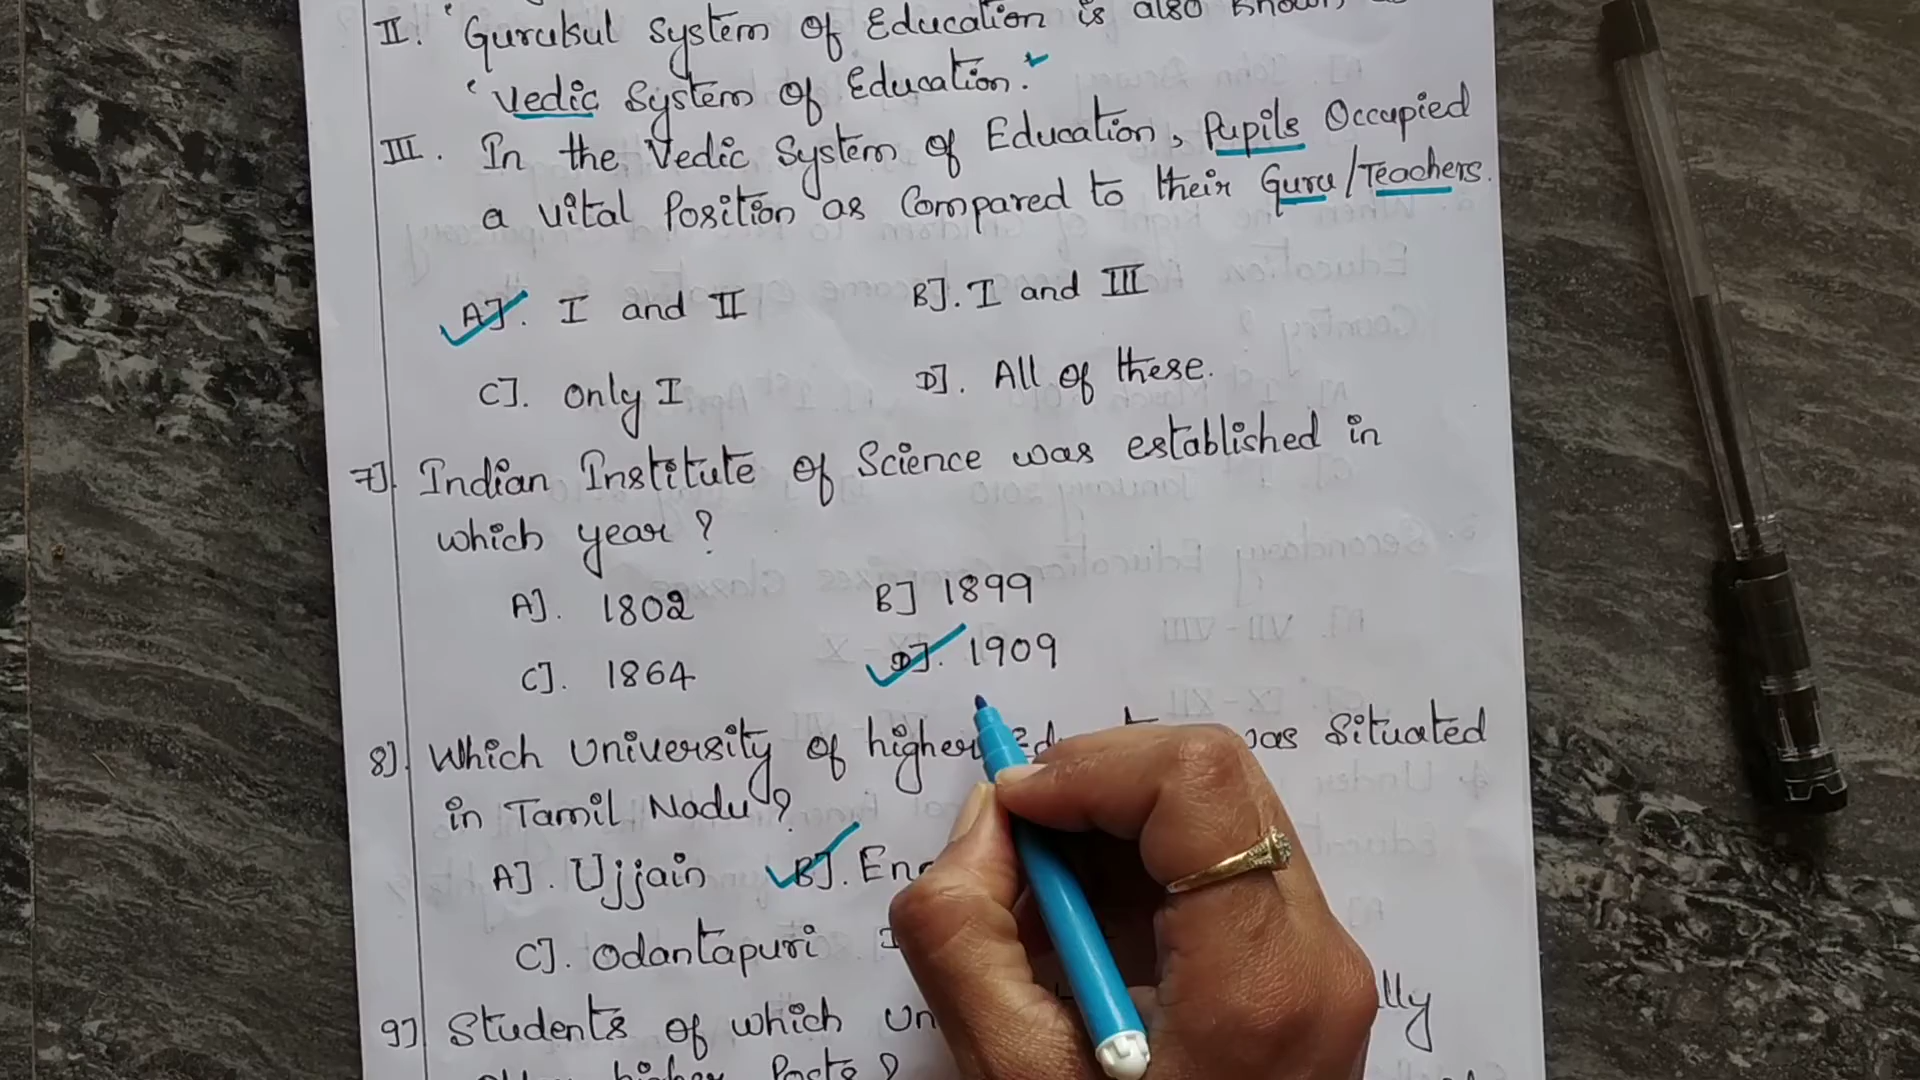 II. 'Gurukul System of Education is also known as
'Vedic System of Education.'
III. In the Vedic System of Education, Pupils Occupied
a vital Position as Compared to their Guru/Teachers.
A]. I and II B]. I and III
C]. Only I D]. All of these.
7]. Indian Institute of Science was established in
which year?
A]. 1802 B] 1899
C]. 1864 D]. 1909
8]. Which University of higher was Situated
in Tamil Nadu?
A]. Ujjain B].
C]. Odantapuri
9] Students of which
higher Posts?